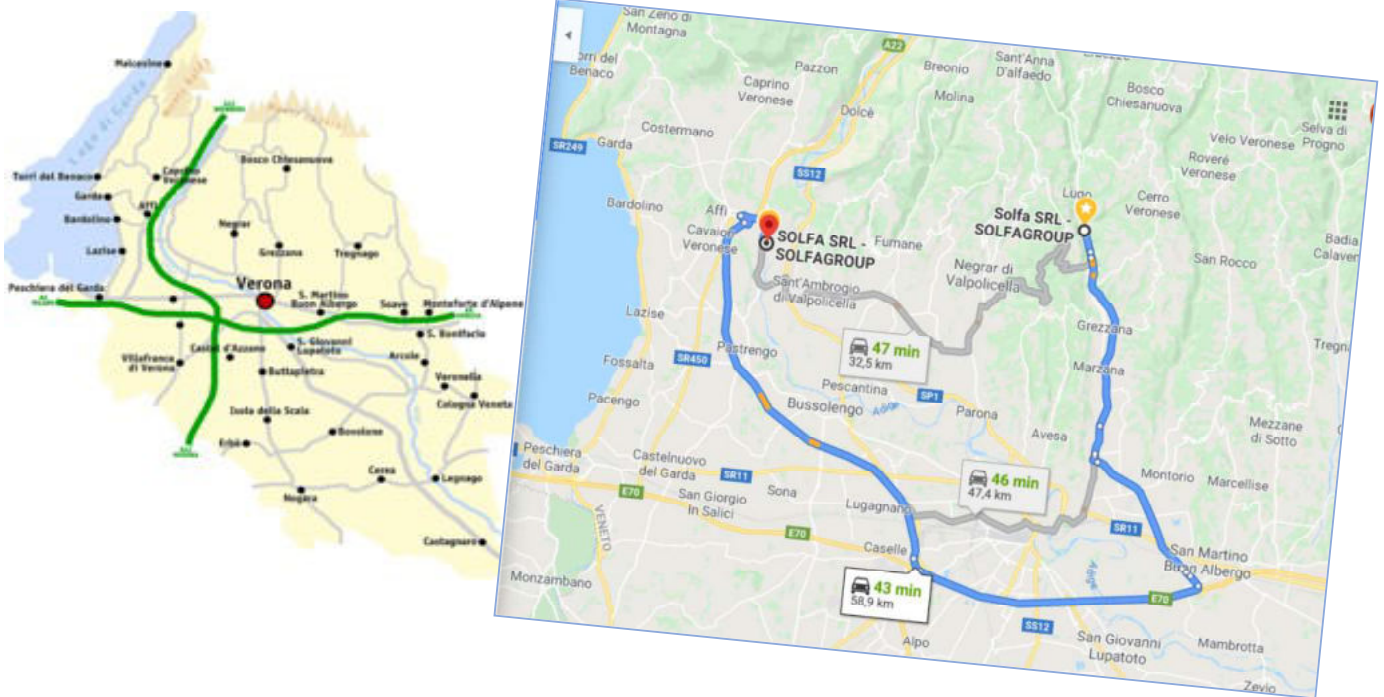 Malcesine
Lago di Garda
Torri del Benaco
Garda
Bardolino
Lazise
Peschiera del Garda
Caprino
Veronese
Affi
Bosco Chiesanuova
Negrar
Grezzana
Tregnago
Verona
S. Martino
Buon Albergo
Soave
Monteforte d'Alpone
S. Bonifacio
S. Giovanni
Lupatoto
Castel d'Azzano
Villafranca
di Verona
Buttapietra
Arcole
Veronella
Cologna Veneta
Isola della Scala
Bovolone
Erbè
Cerea
Legnago
Nogara
Castagnaro
San Zeno di
Montagna
orri del
Benaco
Pazzon
A22
Breonio
Sant'Anna
D'alfaedo
Caprino
Veronese
Molina
Bosco
Chiesanuova
Dolcè
Costermano
SR249
Garda
Velo Veronese
Selva di
Progno
Roverè
Veronese
SS12
Bardolino
Affi
Lugo
Cerro
Veronese
Solfa SRL -
SOLFAGROUP
Cavaion
Veronese
SOLFA SRL -
SOLFAGROUP
Fumane
Badia
Calaven
San Rocco
Negrar di
Valpolicella
Sant'Ambrogio
di Valpolicella
Lazise
Grezzana
47 min
32,5 km
Tregn
Pastrengo
SR450
Fossalta
Marzana
Pescantina
SP1
Pacengo
Bussolengo
Adige
Parona
Avesa
Mezzane
di Sotto
Peschiera
del Garda
Castelnuovo
del Garda
SR11
46 min
47,4 km
Montorio
Marcellise
E70
San Giorgio
In Salici
Sona
Lugagnano
VENETO
E70
SR11
Caselle
San Martino
Buon Albergo
Adige
Monzambano
43 min
58,9 km
E70
SS12
Alpo
San Giovanni
Lupatoto
Mambrotta
Zevio